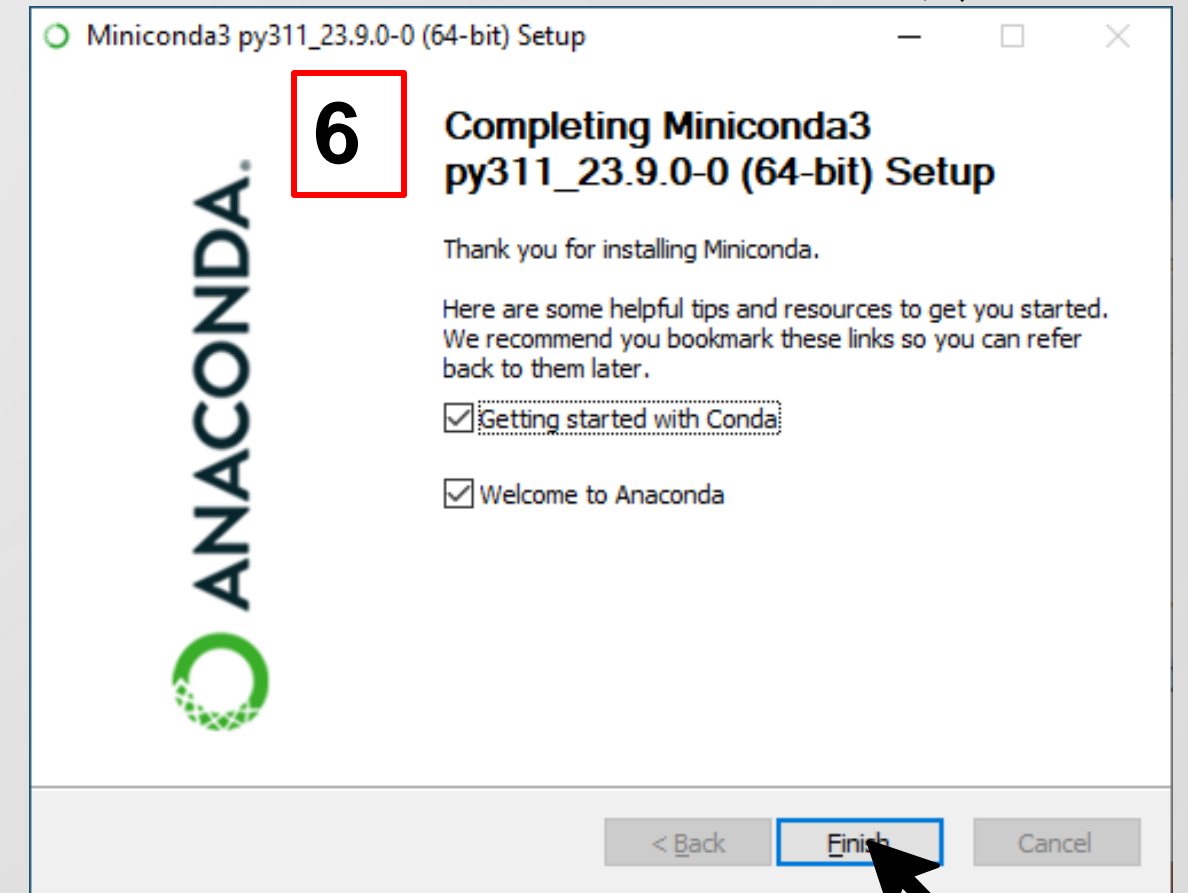 Miniconda3 py311_23.9.0-0 (64-bit) Setup
6
Completing Miniconda3
py311_23.9.0-0 (64-bit) Setup
ANACONDA.
Thank you for installing Miniconda.
Here are some helpful tips and resources to get you started.
We recommend you bookmark these links so you can refer
back to them later.
Getting started with Conda
Welcome to Anaconda
< Back
Finish
Cancel